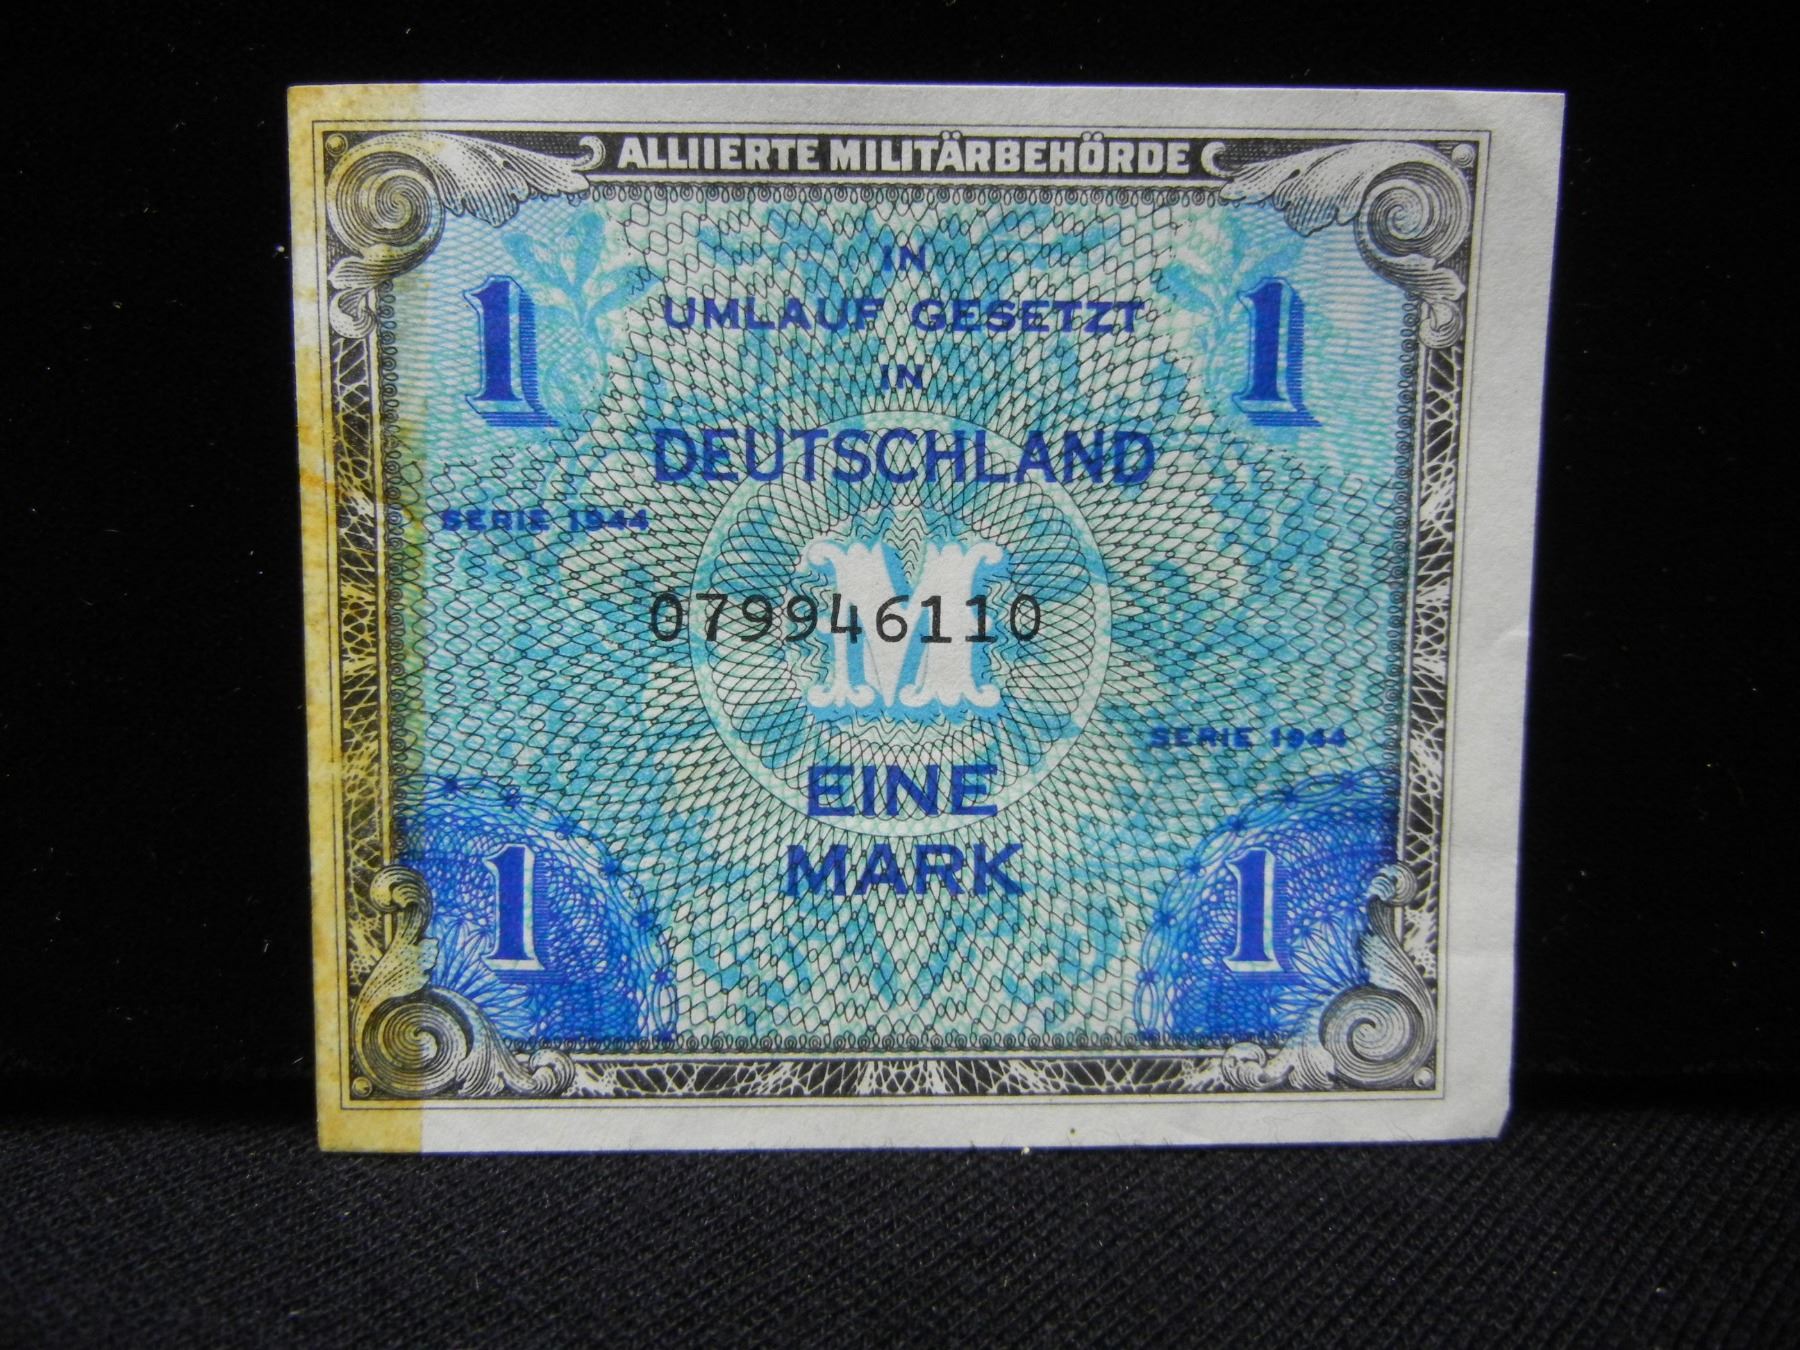 ALLIIERTE MILITÄRBEHÖRDE
IN
1 UMLAUF GESETZT 1
IN
DEUTSCHLAND
SERIE 1944
M
079946110
SERIE 1944
EINE
1 MARK 1